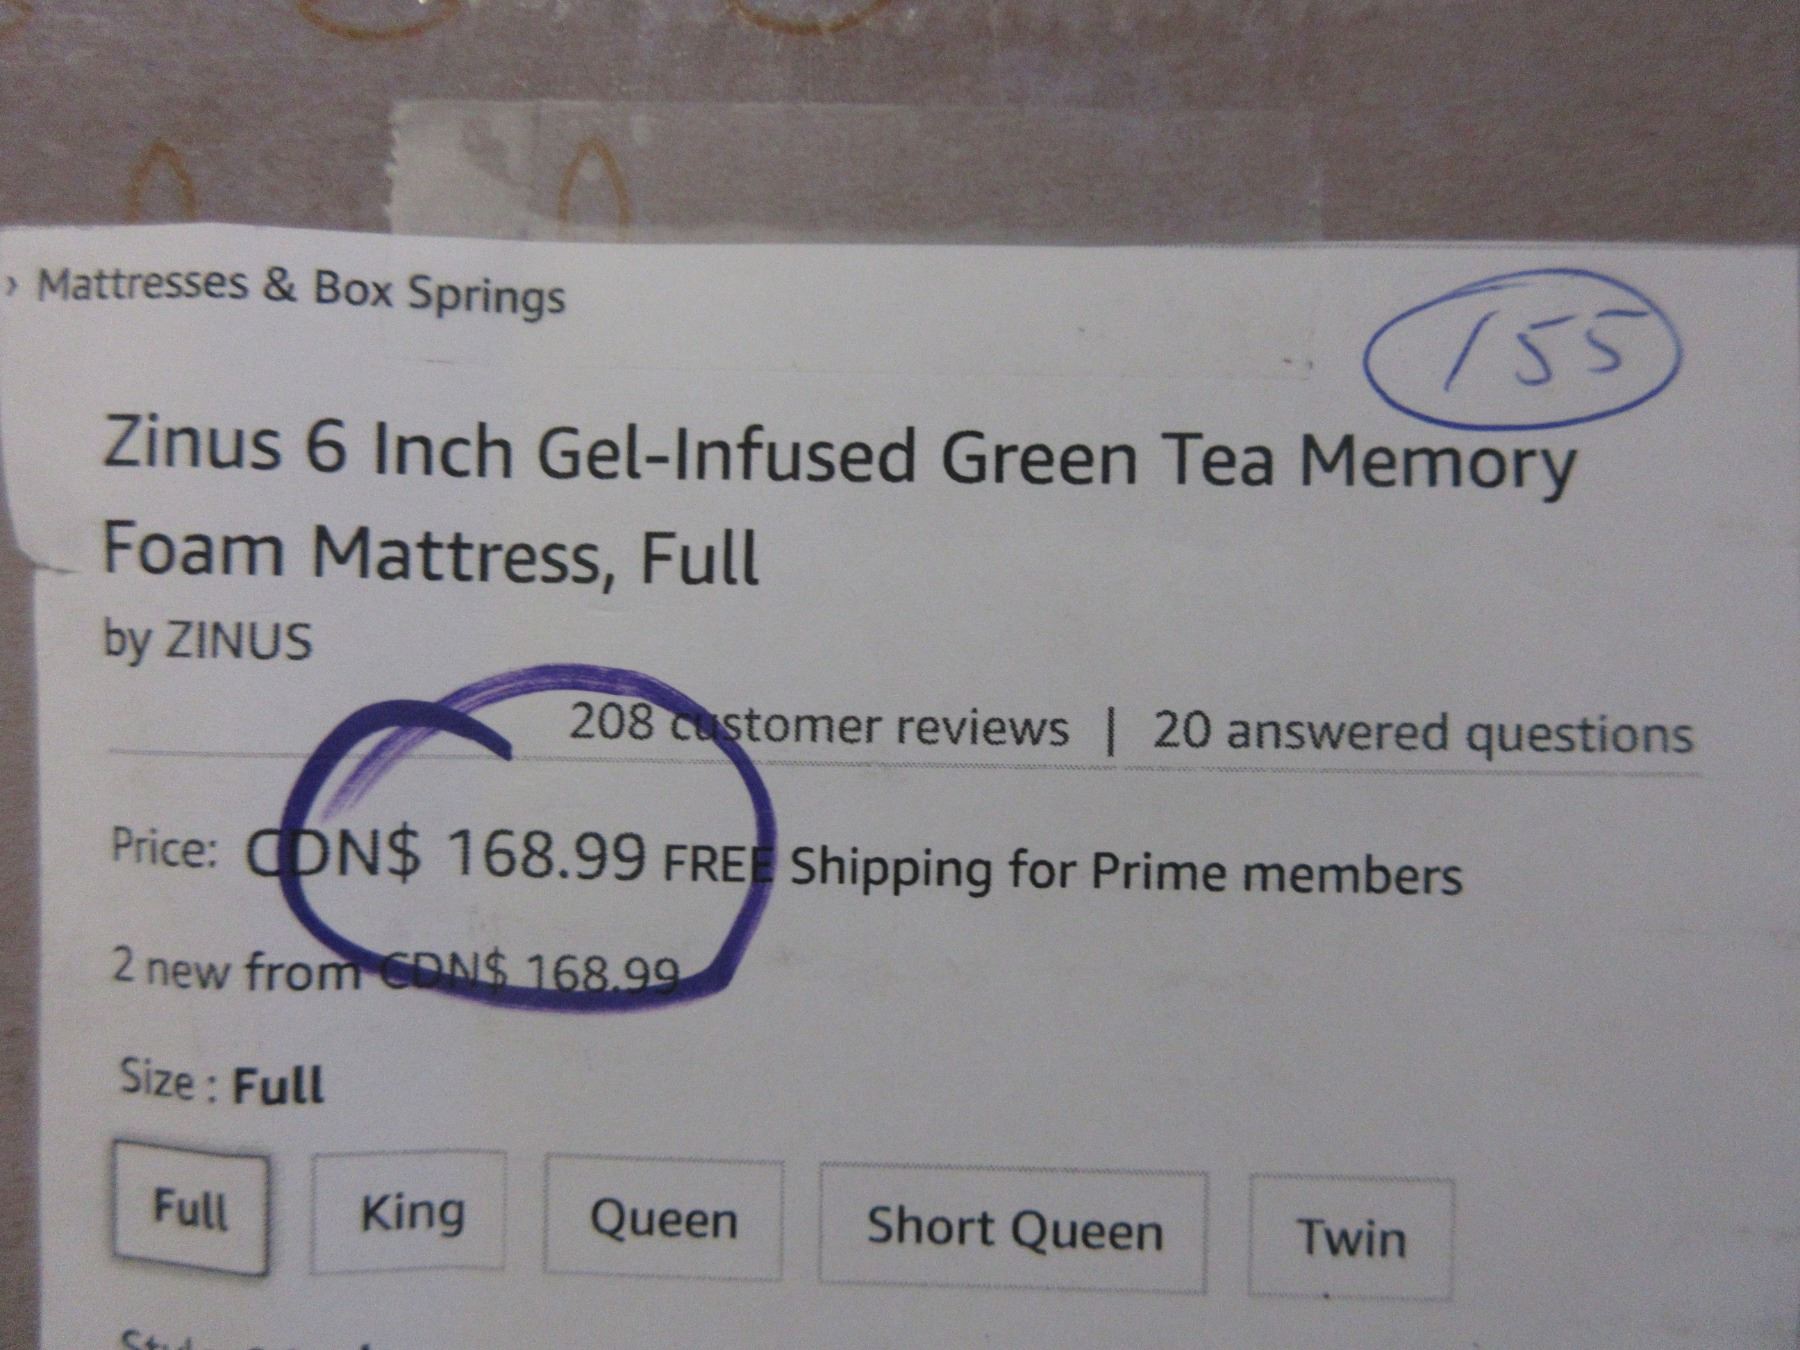 › Mattresses & Box Springs
155
Zinus 6 Inch Gel-Infused Green Tea Memory
Foam Mattress, Full
by ZINUS
208 customer reviews | 20 answered questions
Price: CDN$ 168.99 FREE Shipping for Prime members
2 new from CDN$ 168.99
Size : Full
Full King Queen Short Queen Twin